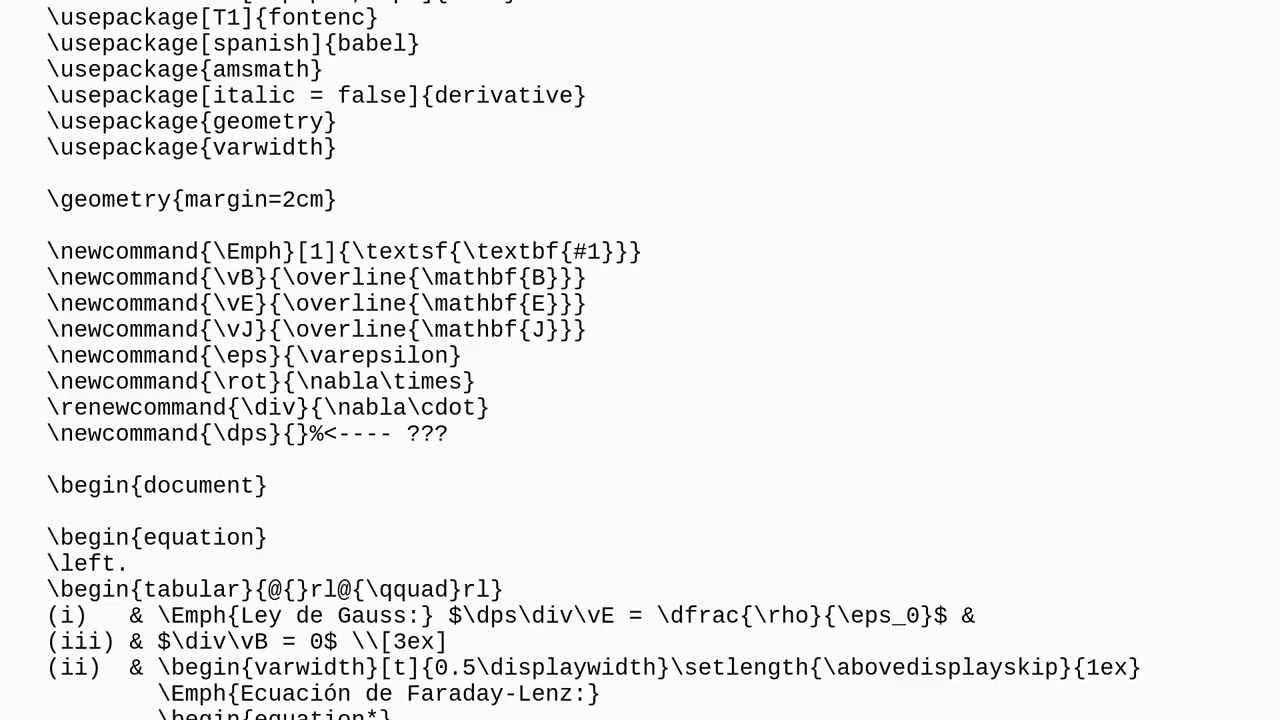 \usepackage[T1]{fontenc}
\usepackage[spanish]{babel}
\usepackage{amsmath}
\usepackage[italic = false]{derivative}
\usepackage{geometry}
\usepackage{varwidth}
\geometry{margin=2cm}
\newcommand{\Emph}[1]{\textsf{\textbf{#1}}}
\newcommand{\vB}{\overline{\mathbf{B}}}
\newcommand{\vE}{\overline{\mathbf{E}}}
\newcommand{\vJ}{\overline{\mathbf{J}}}
\newcommand{\eps}{\varepsilon}
\newcommand{\rot}{\nabla\times}
\renewcommand{\div}{\nabla\cdot}
\newcommand{\dps}{}%<---- ???
\begin{document}
\begin{equation}
\left.
\begin{tabular}{@{}rl@{\qquad}rl}
(i)   & \Emph{Ley de Gauss:} $\dps\div\vE = \dfrac{\rho}{\eps_0}$ &
(iii) & $\div\vB = 0$ \\[3ex]
(ii)  & \begin{varwidth}[t]{0.5\displaywidth}\setlength{\abovedisplayskip}{1ex}
\Emph{Ecuación de Faraday-Lenz:}
\begin{equation*}